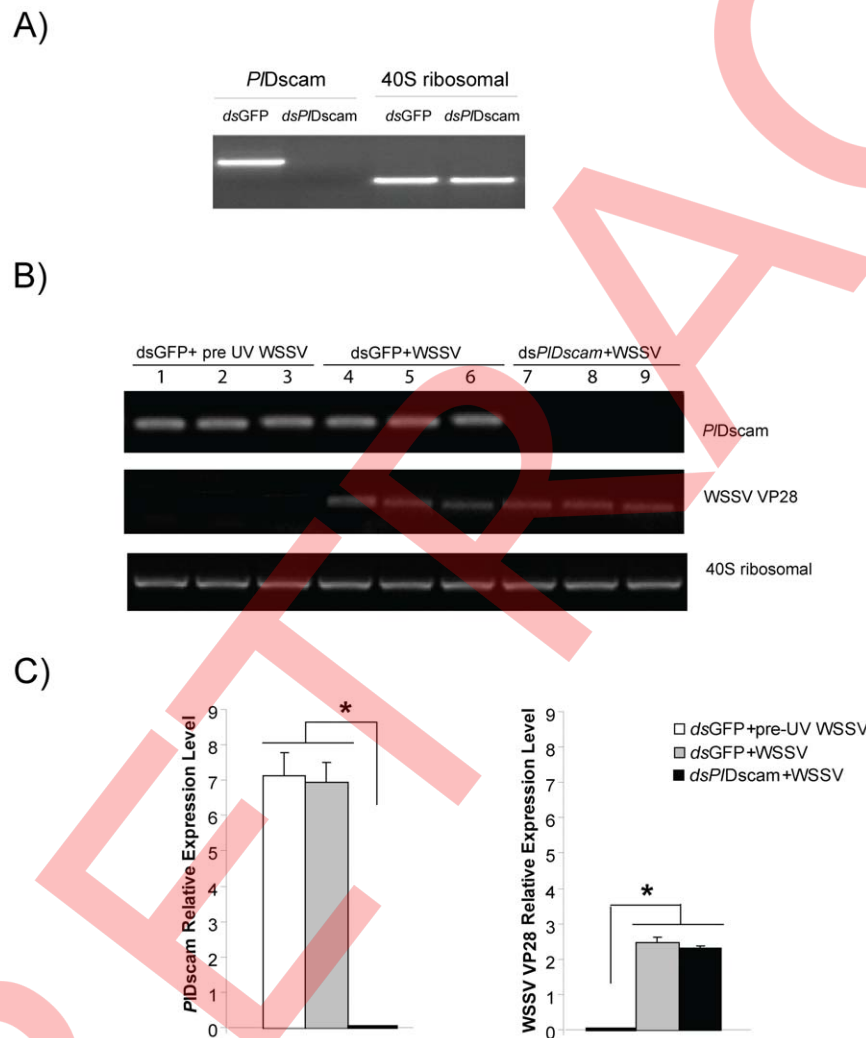 A)
PlDscam 40S ribosomal
dsGFP dsPlDscam dsGFP dsPlDscam
B)
dsGFP+ pre UV WSSV dsGFP+WSSV dsPlDscam+WSSV
1 2 3 4 5 6 7 8 9
PlDscam
WSSV VP28
40S ribosomal
C)
PlDscam Relative Expression Level
9
8
7
6
5
4
3
2
1
0
*
WSSV VP28 Relative Expression Level
9
8
7
6
5
4
3
2
1
0
*
dsGFP+pre-UV WSSV
dsGFP+WSSV
dsPlDscam+WSSV
RETRAC